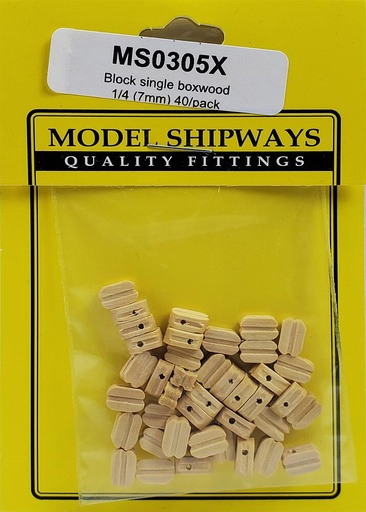 MS0305X
Block single boxwood
1/4 (7mm) 40/pack
MODEL SHIPWAYS
QUALITY FITTINGS